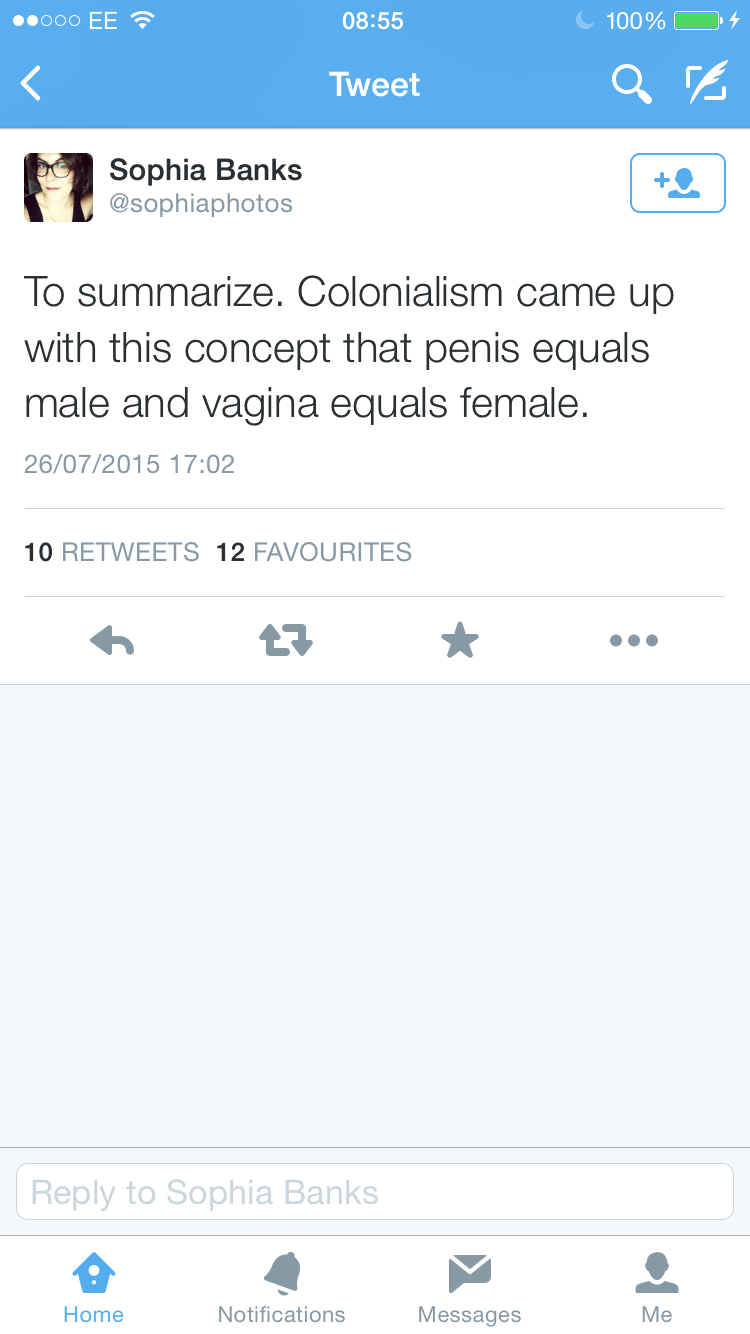 EE 08:55 100%
Tweet
Sophia Banks
@sophiaphotos
To summarize. Colonialism came up
with this concept that penis equals
male and vagina equals female.
26/07/2015 17:02
10 RETWEETS 12 FAVOURITES
Reply to Sophia Banks
Home Notifications Messages Me